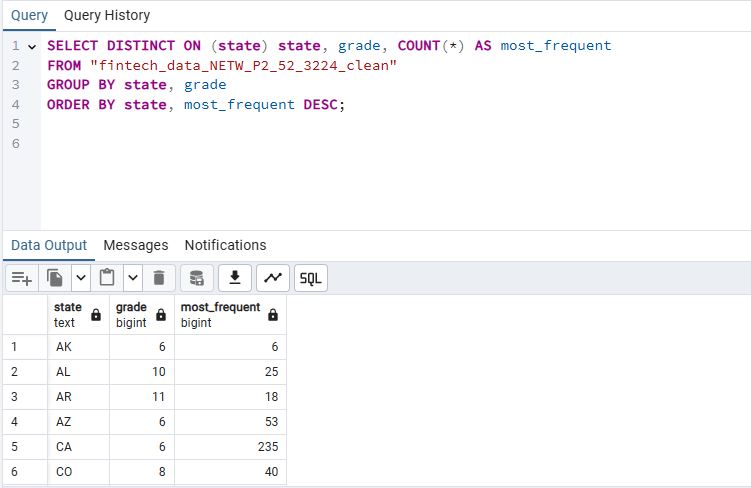 Query Query History
1 SELECT DISTINCT ON (state) state, grade, COUNT(*) AS most_frequent
2 FROM "fintech_data_NETW_P2_52_3224_clean"
3 GROUP BY state, grade
4 ORDER BY state, most_frequent DESC;
5
6
Data Output Messages Notifications
SQL
state grade most_frequent
text bigint bigint
1 AK 6 6
2 AL 10 25
3 AR 11 18
4 AZ 6 53
5 CA 6 235
6 CO 8 40